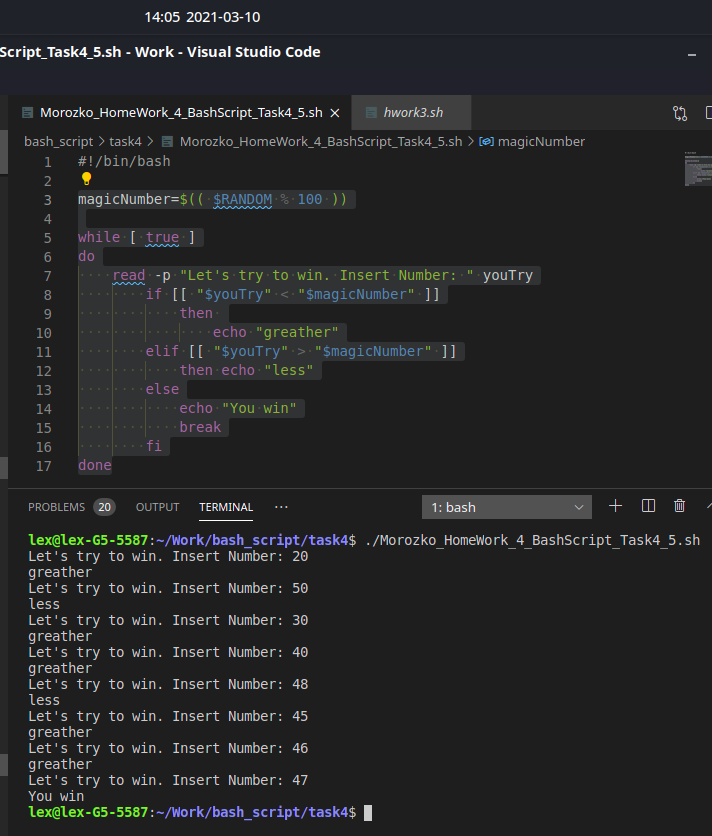 14:05 2021-03-10
Script_Task4_5.sh - Work - Visual Studio Code
Morozko_HomeWork_4_BashScript_Task4_5.sh × hwork3.sh
bash_script > task4 > Morozko_HomeWork_4_BashScript_Task4_5.sh > magicNumber
1 #!/bin/bash
2
3 magicNumber=$(( $RANDOM % 100 ))
4
5 while [ true ]
6 do
7 read -p "Let's try to win. Insert Number: " youTry
8 if [[ "$youTry" < "$magicNumber" ]]
9 then
10 echo "greather"
11 elif [[ "$youTry" > "$magicNumber" ]]
12 then echo "less"
13 else
14 echo "You win"
15 break
16 fi
17 done
PROBLEMS 20 OUTPUT TERMINAL ··· 1: bash
lex@lex-G5-5587:~/Work/bash_script/task4$ ./Morozko_HomeWork_4_BashScript_Task4_5.sh
Let's try to win. Insert Number: 20
greather
Let's try to win. Insert Number: 50
less
Let's try to win. Insert Number: 30
greather
Let's try to win. Insert Number: 40
greather
Let's try to win. Insert Number: 48
less
Let's try to win. Insert Number: 45
greather
Let's try to win. Insert Number: 46
greather
Let's try to win. Insert Number: 47
You win
lex@lex-G5-5587:~/Work/bash_script/task4$